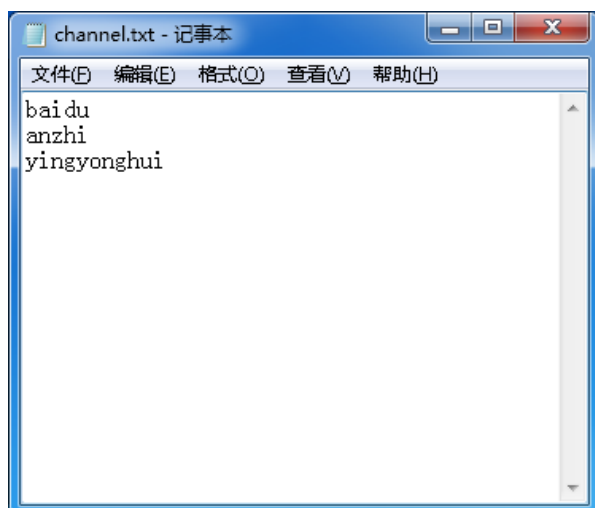 channel.txt - 记事本
文件(F) 编辑(E) 格式(O) 查看(V) 帮助(H)
baidu
anzhi
yingyonghui